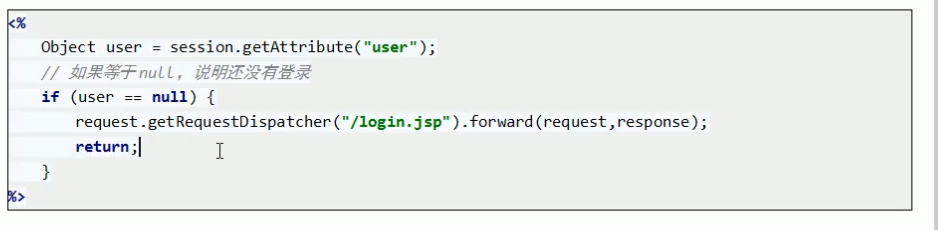 <%
    Object user = session.getAttribute("user");
    // 如果等于null，说明还没有登录
    if (user == null) {
        request.getRequestDispatcher("/login.jsp").forward(request,response);
        return;
    }
%>